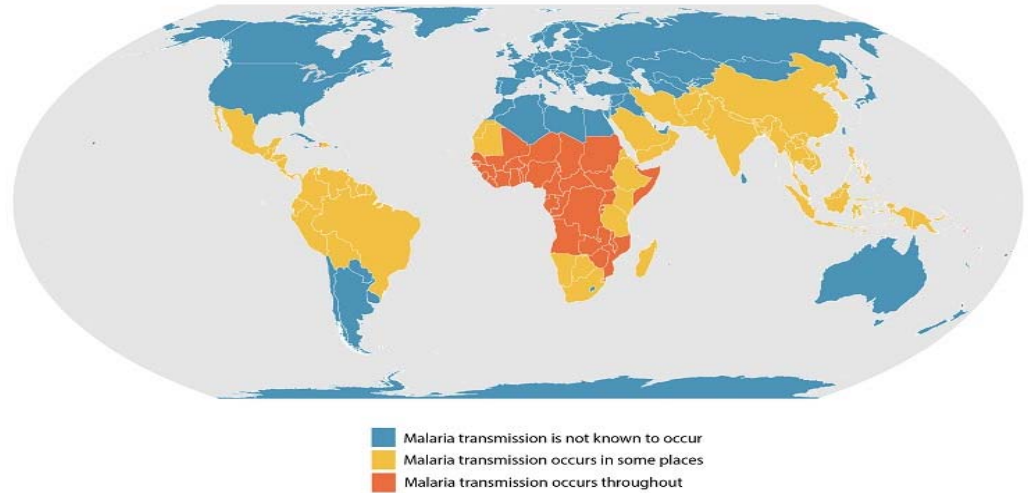 Malaria transmission is not known to occur
Malaria transmission occurs in some places
Malaria transmission occurs throughout